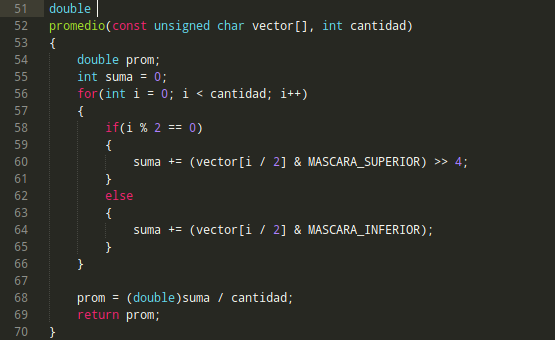 51 double
52 promedio(const unsigned char vector[], int cantidad)
53 {
54     double prom;
55     int suma = 0;
56     for(int i = 0; i < cantidad; i++)
57     {
58         if(i % 2 == 0)
59         {
60             suma += (vector[i / 2] & MASCARA_SUPERIOR) >> 4;
61         }
62         else
63         {
64             suma += (vector[i / 2] & MASCARA_INFERIOR);
65         }
66     }
67
68     prom = (double)suma / cantidad;
69     return prom;
70 }